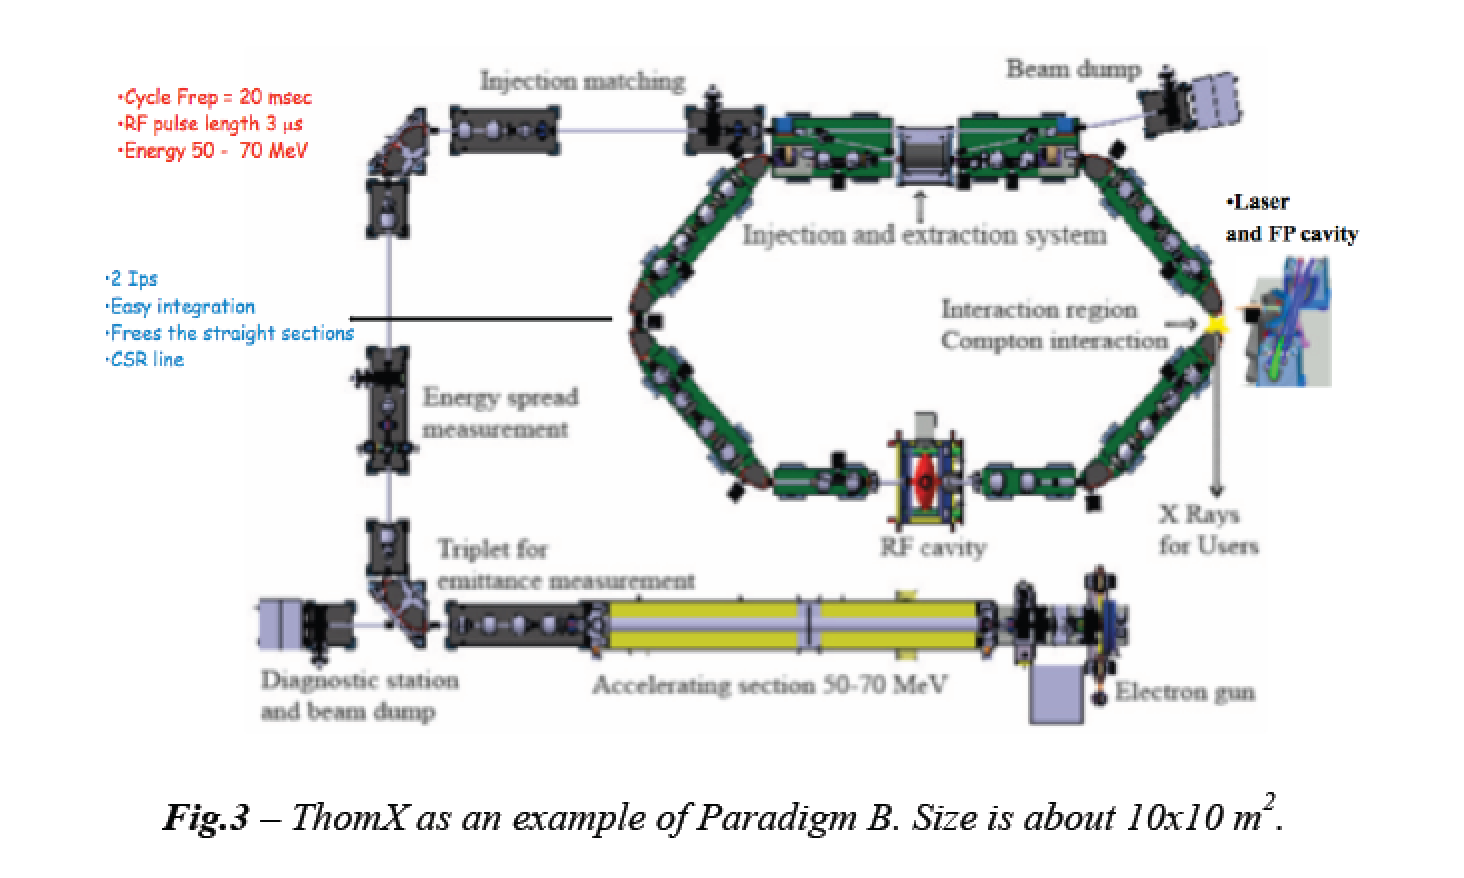 Injection matching
Beam dump
•Cycle Frep = 20 msec
•RF pulse length 3 μs
•Energy 50 - 70 MeV
•Laser
and FP cavity
Injection and extraction system
•2 Ips
•Easy integration
•Frees the straight sections
•CSR line
Interaction region
Compton interaction
Energy spread
measurement
X Rays
for Users
RF cavity
Triplet for
emittance measurement
Diagnostic station
and beam dump
Accelerating section 50-70 MeV
Electron gun
Fig.3 – ThomX as an example of Paradigm B. Size is about 10x10 m².